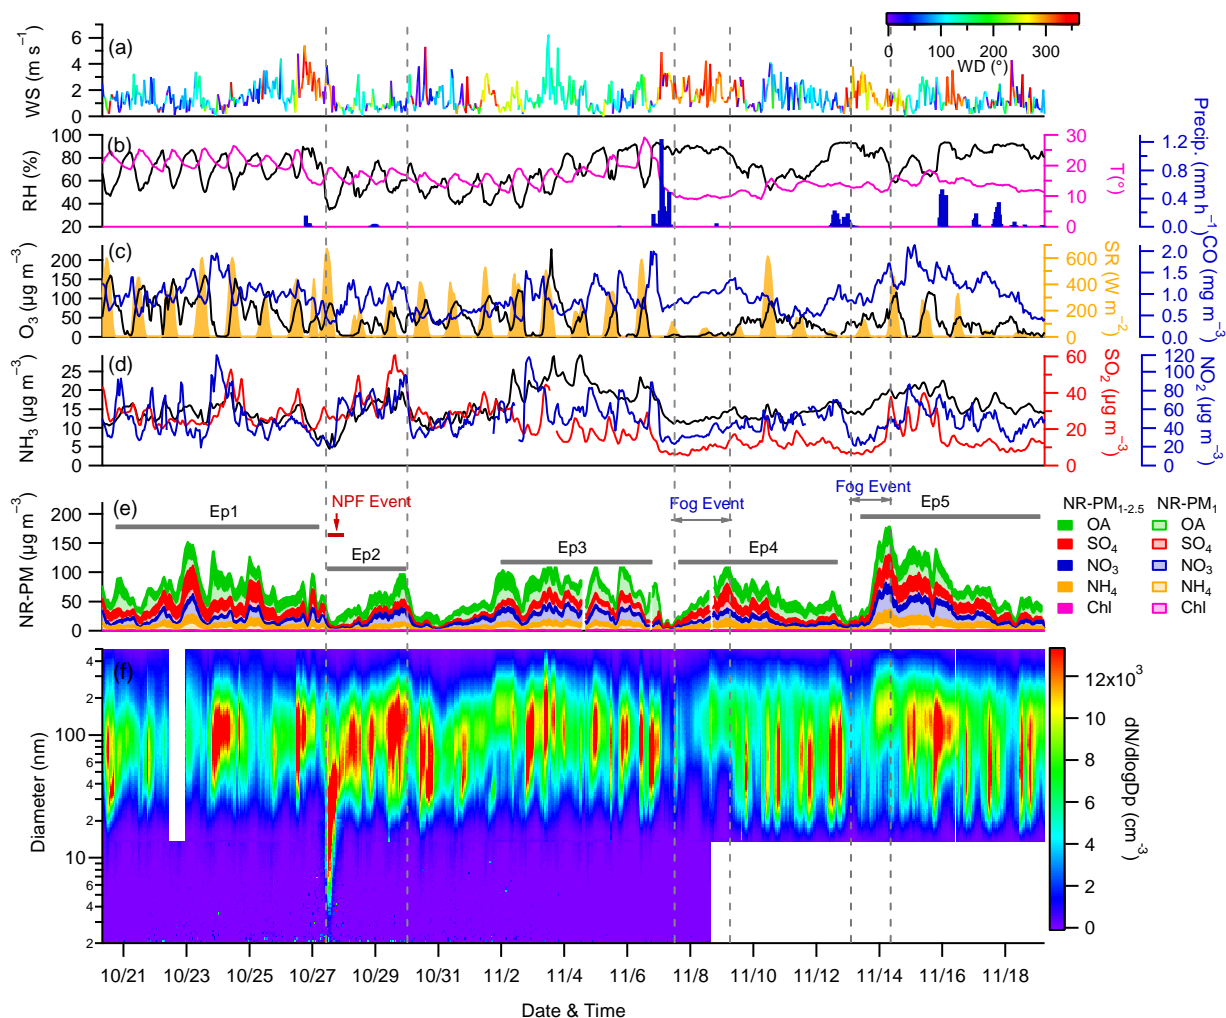 0 100 200 300
WD (°)
(a)
WS (m s⁻¹)
6
4
2
0
(b)
RH (%)
100
80
60
40
20
T(°)
30
20
10
0
Precip. (mm h⁻¹)
1.2
0.8
0.4
0.0
(c)
O₃ (µg m⁻³)
200
150
100
50
0
SR (W m⁻²)
600
400
200
0
CO (mg m⁻³)
2.0
1.5
1.0
0.5
0.0
(d)
NH₃ (µg m⁻³)
25
20
15
10
5
0
SO₂ (µg m⁻³)
60
40
20
0
NO₂ (µg m⁻³)
120
100
80
60
40
20
0
(e)
NR-PM (µg m⁻³)
200
150
100
50
0
Ep1
NPF Event
Ep2
Ep3
Fog Event
Ep4
Fog Event
Ep5
NR-PM₁₋₂.₅ NR-PM₁
OA OA
SO₄ SO₄
NO₃ NO₃
NH₄ NH₄
Chl Chl
(f)
Diameter (nm)
4
2
100
6
4
2
10
6
4
2
12x10³
10
8
6
4
2
0
dN/dlogDp (cm⁻³)
10/21 10/23 10/25 10/27 10/29 10/31 11/2 11/4 11/6 11/8 11/10 11/12 11/14 11/16 11/18
Date & Time